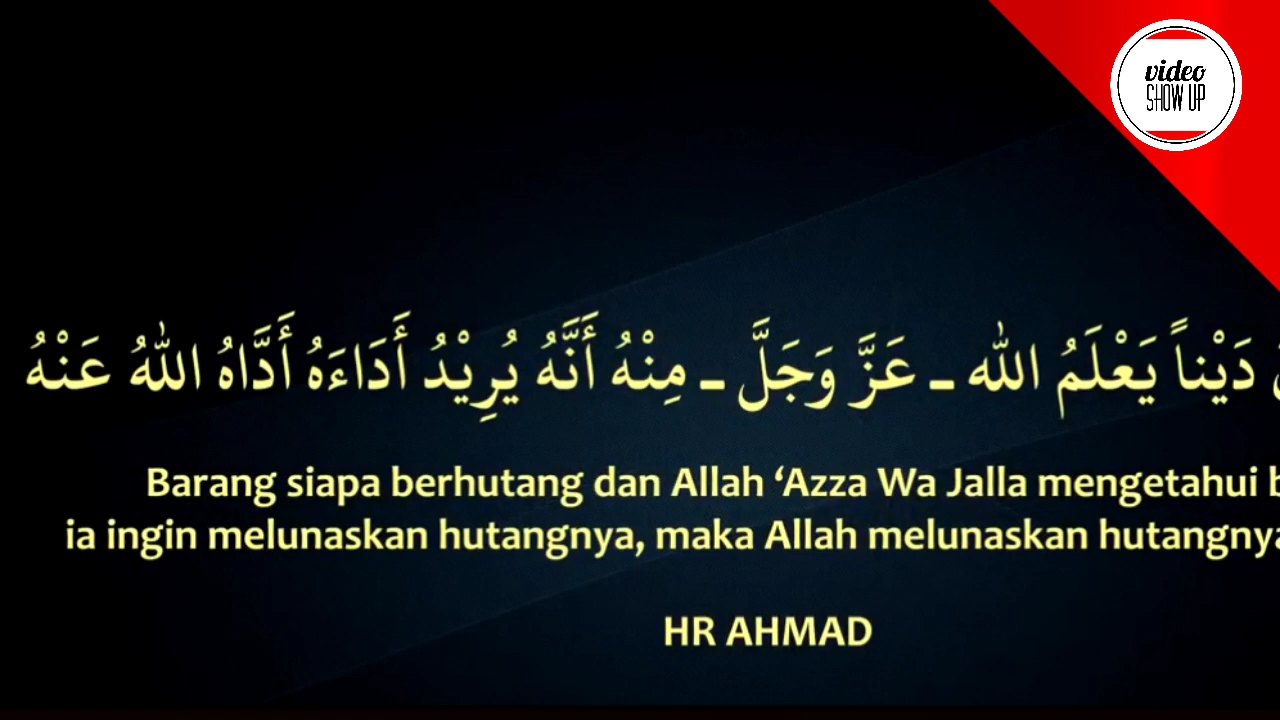 video
SHOW UP
دَيْناً يَعْلَمُ الله ـ عَزَّ وَجَلَّ ـ مِنْهُ أَنَّهُ يُرِيْدُ أَدَاءَهُ أَدَّاهُ اللهُ عَنْهُ
Barang siapa berhutang dan Allah ‘Azza Wa Jalla mengetahui
ia ingin melunaskan hutangnya, maka Allah melunaskan hutangnya
HR AHMAD